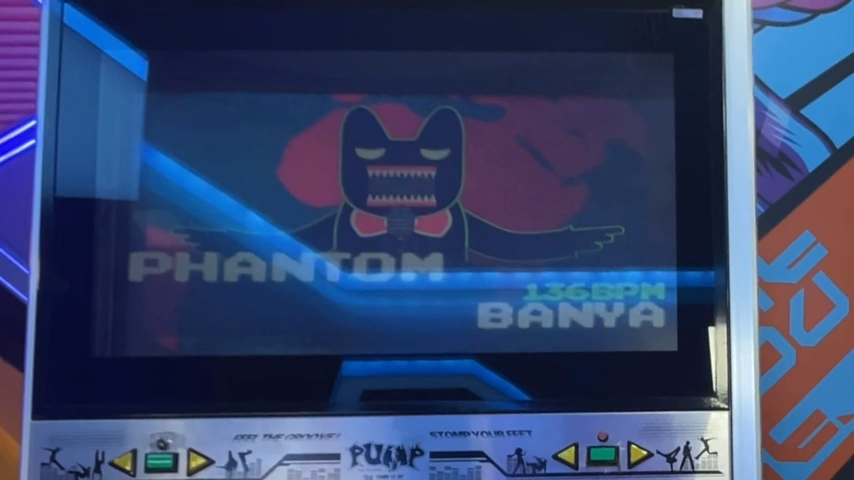 PHANTOM
136BPM
BANYA
FEEL THE GROOVE!
PUMP
STOMP YOUR FEET